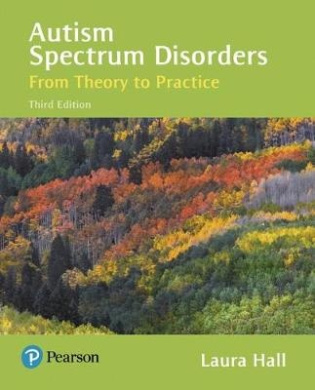 Autism
Spectrum Disorders
From Theory to Practice
Third Edition
Pearson
Laura Hall